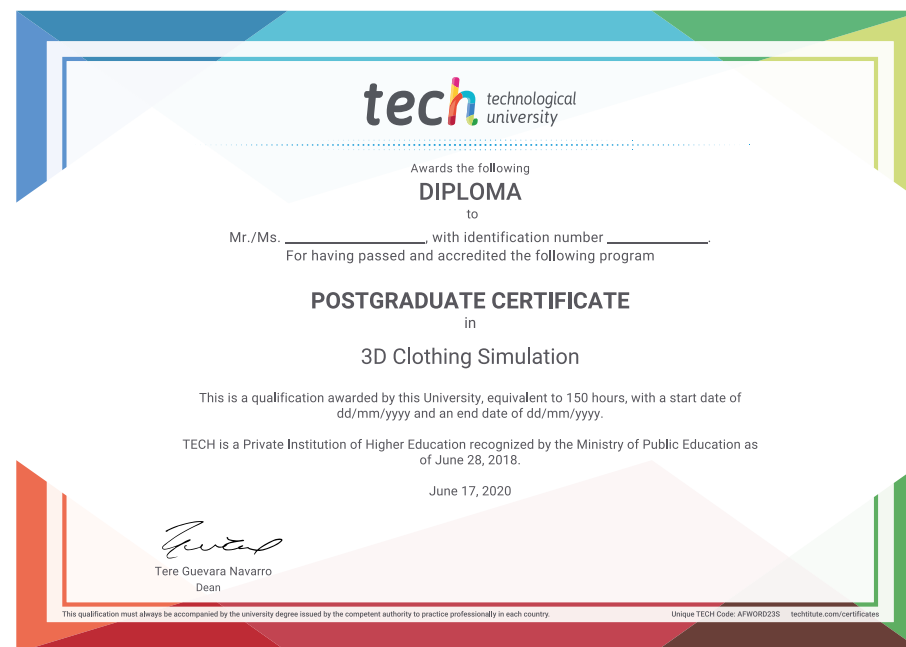 tech technological
university
Awards the following
DIPLOMA
to
Mr./Ms. ____________________, with identification number ______________.
For having passed and accredited the following program
POSTGRADUATE CERTIFICATE
in
3D Clothing Simulation
This is a qualification awarded by this University, equivalent to 150 hours, with a start date of
dd/mm/yyyy and an end date of dd/mm/yyyy.
TECH is a Private Institution of Higher Education recognized by the Ministry of Public Education as
of June 28, 2018.
June 17, 2020
Tere Guevara Navarro
Dean
This qualification must always be accompanied by the university degree issued by the competent authority to practice professionally in each country.
Unique TECH Code: AFWORD23S techtitute.com/certificates